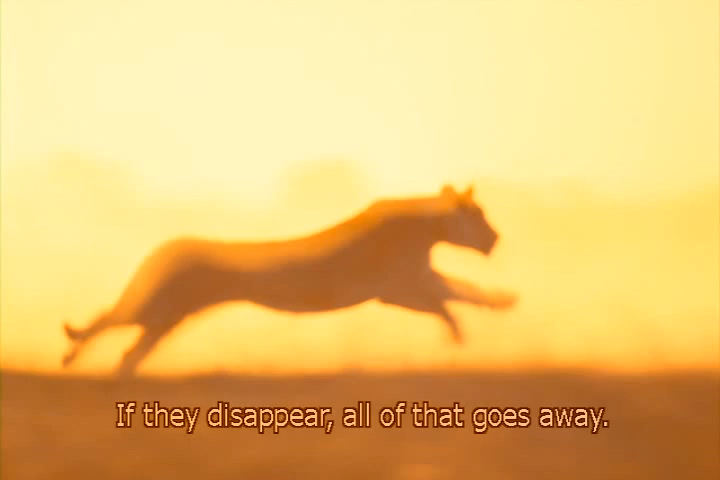 If they disappear, all of that goes away.